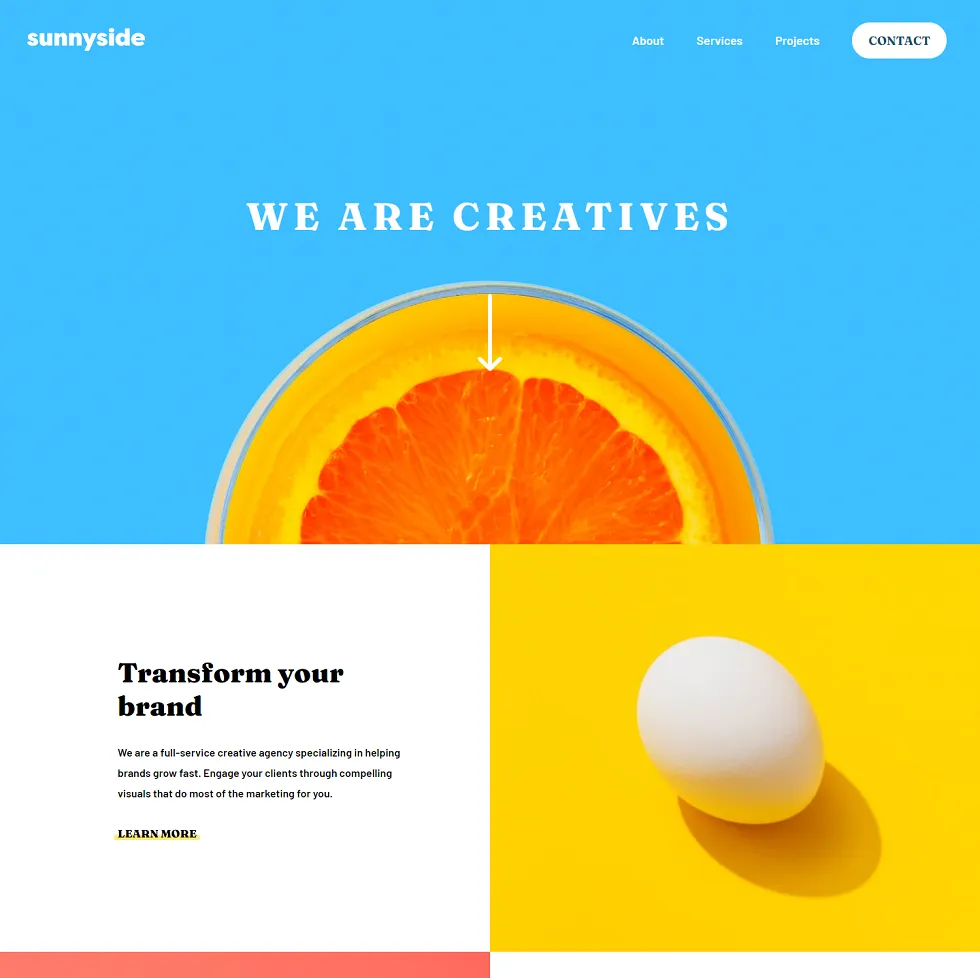 sunnyside
About
Services
Projects
CONTACT
WE ARE CREATIVES
Transform your
brand
We are a full-service creative agency specializing in helping
brands grow fast. Engage your clients through compelling
visuals that do most of the marketing for you.
LEARN MORE